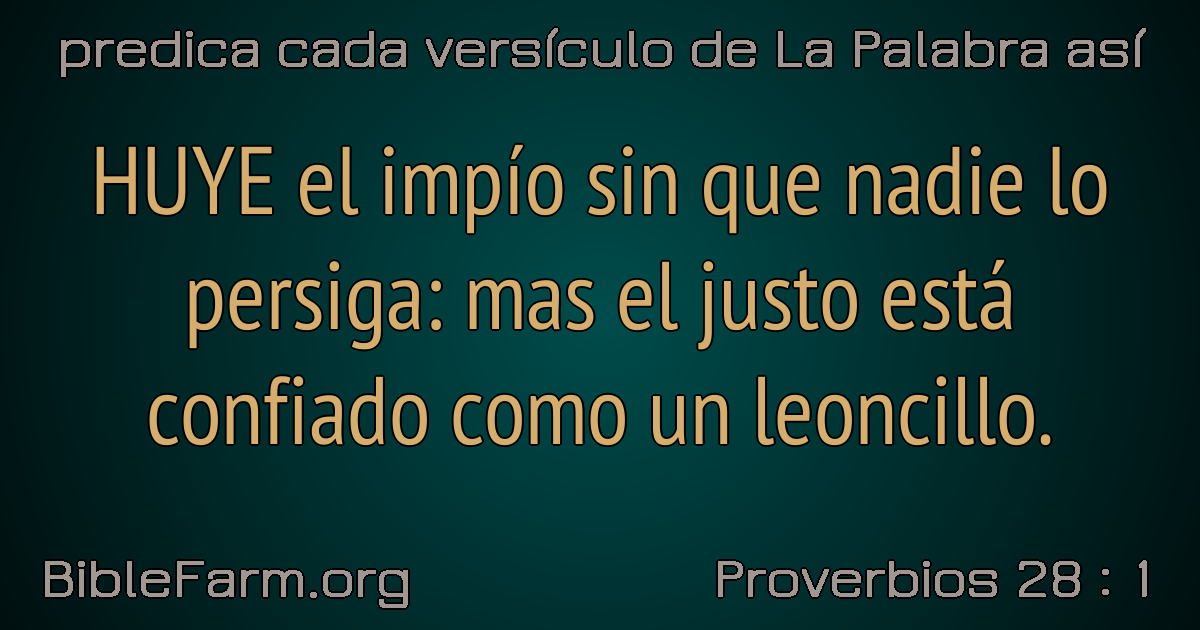 predica cada versículo de La Palabra así
HUYE el impío sin que nadie lo
persiga: mas el justo está
confiado como un leoncillo.
BibleFarm.org
Proverbios 28 : 1